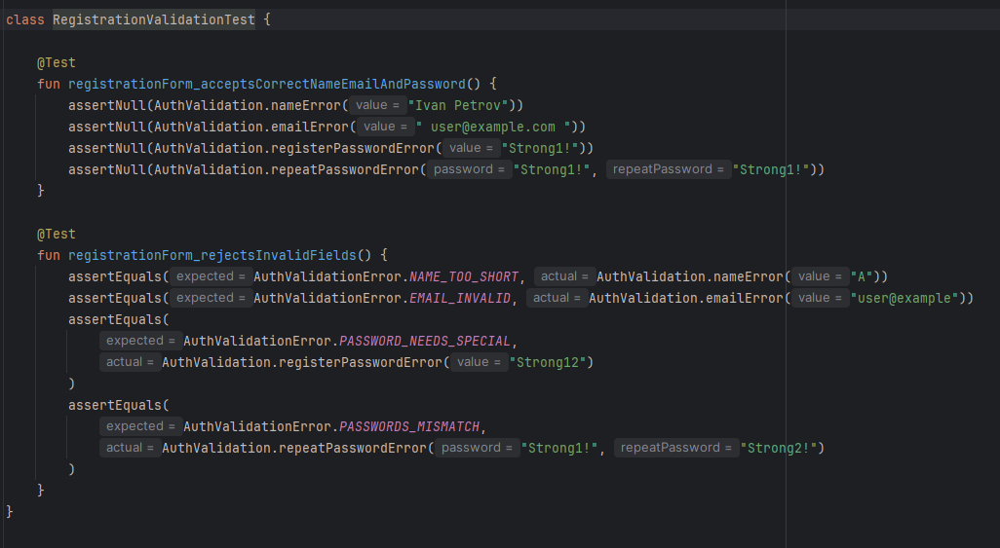 class RegistrationValidationTest {
@Test
fun registrationForm_acceptsCorrectNameEmailAndPassword() {
assertNull(AuthValidation.nameError( value = "Ivan Petrov"))
assertNull(AuthValidation.emailError( value = " user@example.com "))
assertNull(AuthValidation.registerPasswordError( value = "Strong1!"))
assertNull(AuthValidation.repeatPasswordError( password = "Strong1!", repeatPassword = "Strong1!"))
}
@Test
fun registrationForm_rejectsInvalidFields() {
assertEquals( expected = AuthValidationError.NAME_TOO_SHORT, actual = AuthValidation.nameError( value = "A"))
assertEquals( expected = AuthValidationError.EMAIL_INVALID, actual = AuthValidation.emailError( value = "user@example"))
assertEquals(
expected = AuthValidationError.PASSWORD_NEEDS_SPECIAL,
actual = AuthValidation.registerPasswordError( value = "Strong12")
)
assertEquals(
expected = AuthValidationError.PASSWORDS_MISMATCH,
actual = AuthValidation.repeatPasswordError( password = "Strong1!", repeatPassword = "Strong2!")
)
}
}